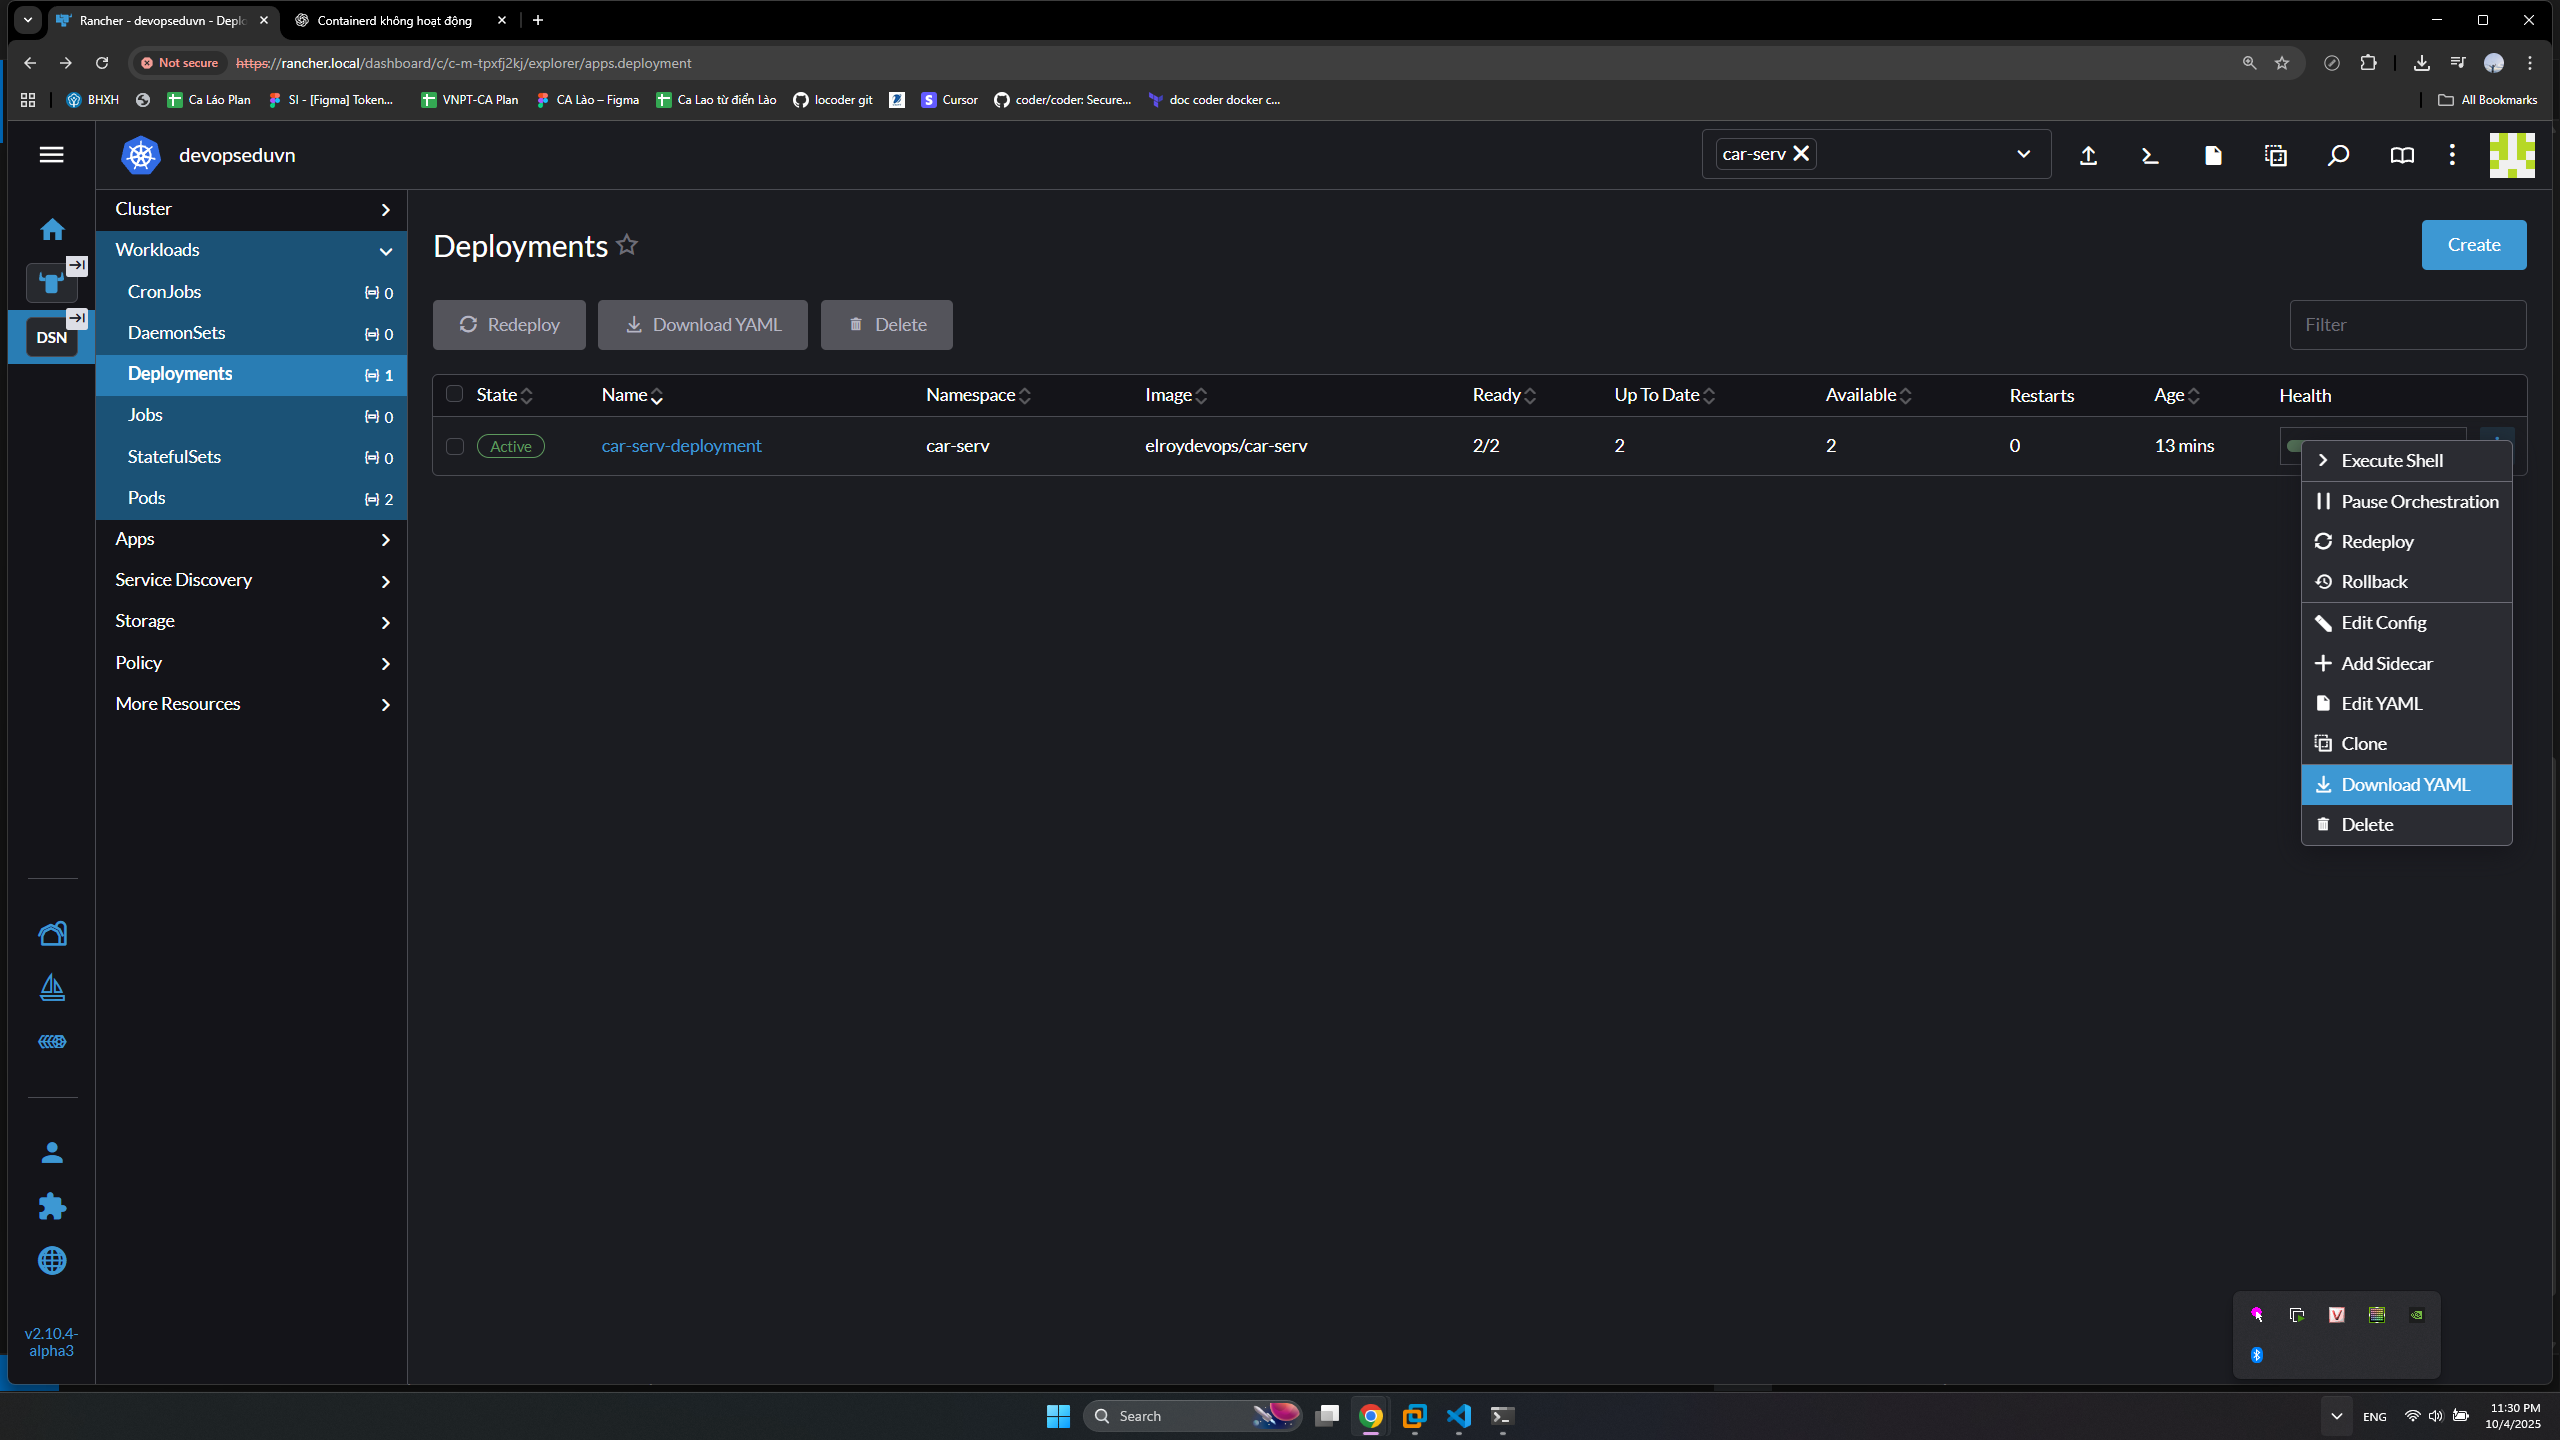 Rancher - devopseduvn - Deplo
Containerd không hoạt động
Not secure
https://rancher.local/dashboard/c/c-m-tpxfj2kj/explorer/apps.deployment
BHXH
Ca Láo Plan
SI - [Figma] Token...
VNPT-CA Plan
CA Lào – Figma
Ca Lao từ điển Lào
locoder git
Cursor
coder/coder: Secure...
doc coder docker c...
All Bookmarks
devopseduvn
car-serv
DSN
Cluster
Workloads
CronJobs 0
DaemonSets 0
Deployments 1
Jobs 0
StatefulSets 0
Pods 2
Apps
Service Discovery
Storage
Policy
More Resources
v2.10.4-
alpha3
Deployments
Create
Redeploy
Download YAML
Delete
Filter
State Name Namespace Image Ready Up To Date Available Restarts Age Health
Active car-serv-deployment car-serv elroydevops/car-serv 2/2 2 2 0 13 mins
Execute Shell
Pause Orchestration
Redeploy
Rollback
Edit Config
Add Sidecar
Edit YAML
Clone
Download YAML
Delete
Search
ENG
11:30 PM
10/4/2025